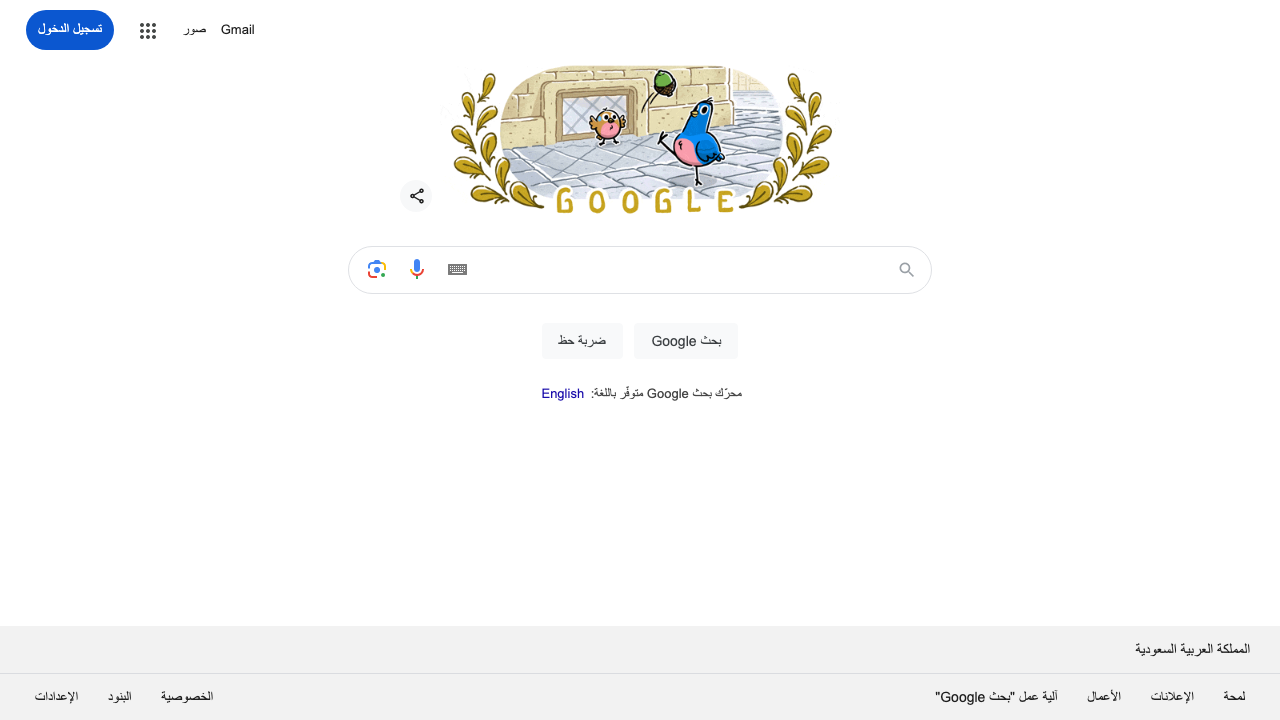 Gmail
صور
تسجيل الدخول
GOOGLE
بحث Google
ضربة حظ
محرّك بحث Google متوفّر باللغة: English
المملكة العربية السعودية
لمحة
الإعلانات
الأعمال
آلية عمل "بحث Google"
الخصوصية
البنود
الإعدادات